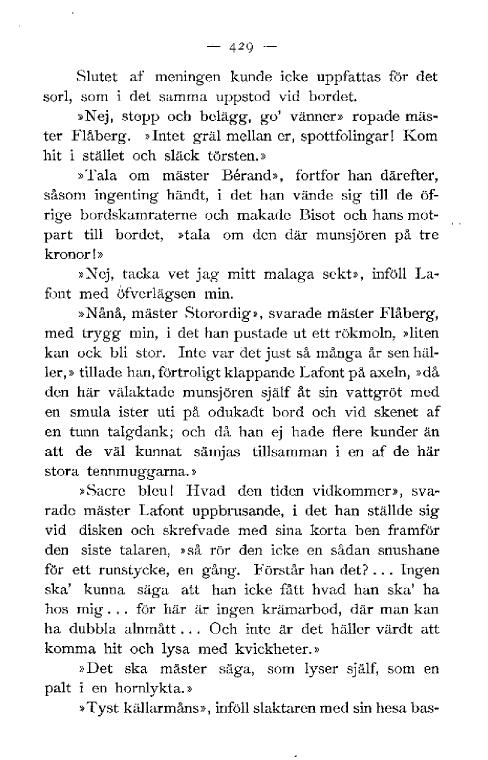 — 429 —
Slutet af meningen kunde icke uppfattas för det
sorl, som i det samma uppstod vid bordet.
»Nej, stopp och belägg, go' vänner» ropade mäs-
ter Flåberg. »Intet gräl mellan er, spottfolingar! Kom
hit i stället och släck törsten.»
»Tala om mäster Bérand», fortfor han därefter,
såsom ingenting händt, i det han vände sig till de öf-
rige bordskamraterne och makade Bisot och hans mot-
part till bordet, »tala om den där munsjören på tre
kronor!»
»Nej, tacka vet jag mitt malaga sekt», inföll La-
font med öfverlägsen min.
»Nånå, mäster Storordig», svarade mäster Flåberg,
med trygg min, i det han pustade ut ett rökmoln, »liten
kan ock bli stor. Inte var det just så många år sen häl-
ler,» tillade han, förtroligt klappande Lafont på axeln, »då
den här välaktade munsjören själf åt sin vattgröt med
en smula ister uti på odukadt bord och vid skenet af
en tunn talgdank; och då han ej hade flere kunder än
att de väl kunnat sämjas tillsamman i en af de här
stora tennmuggarna.»
»Sacre bleu! Hvad den tiden vidkommer», sva-
rade mäster Lafont uppbrusande, i det han ställde sig
vid disken och skrefvade med sina korta ben framför
den siste talaren, »så rör den icke en sådan snushane
för ett runstycke, en gång. Förstår han det? ... Ingen
ska' kunna säga att han icke fått hvad han ska' ha
hos mig ... för här är ingen krämarbod, där man kan
ha dubbla alnmått ... Och inte är det häller värdt att
komma hit och lysa med kvickheter.»
»Det ska mäster säga, som lyser själf, som en
palt i en hornlykta.»
»Tyst källarmåns», inföll slaktaren med sin hesa bas-